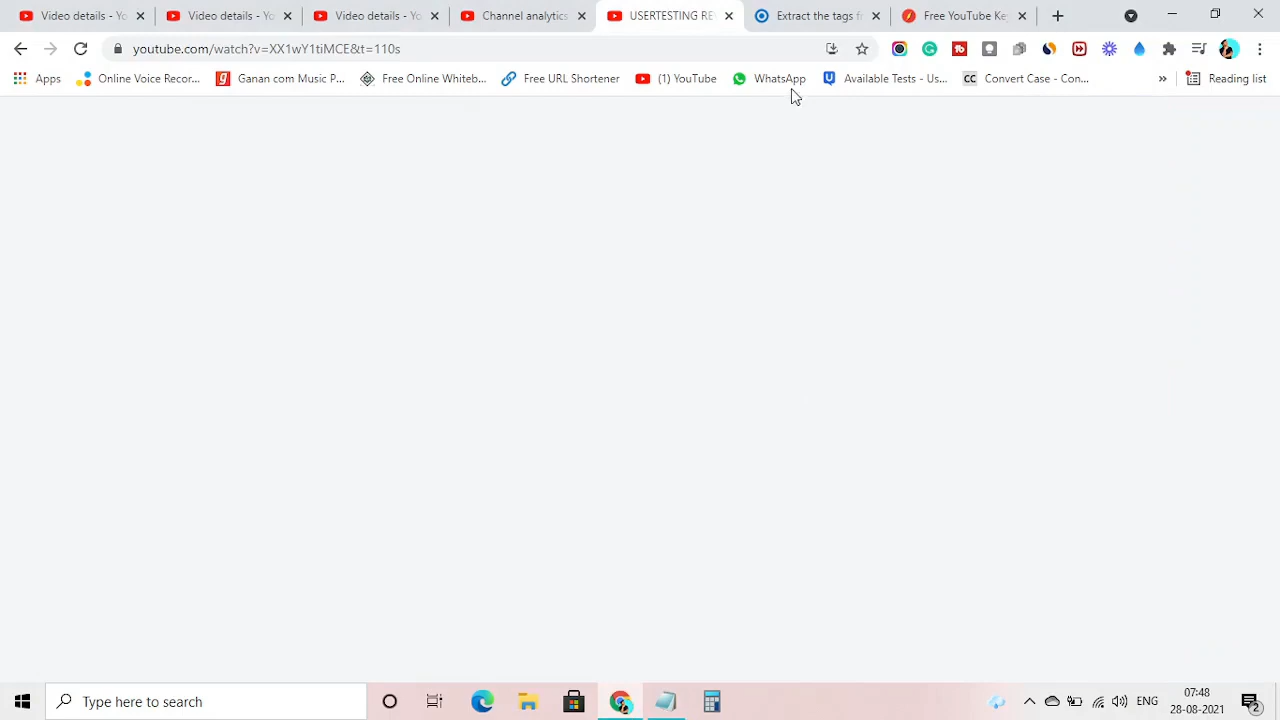 Video details - Yo
Video details - Yo
Video details - Yo
Channel analytics
USERTESTING RE
Extract the tags fr
Free YouTube Ke
youtube.com/watch?v=XX1wY1tiMCE&t=110s
Apps
Online Voice Recor...
Ganan com Music P...
Free Online Whiteb...
Free URL Shortener
(1) YouTube
WhatsApp
Available Tests - Us...
CC
Convert Case - Con...
»
Reading list
Type here to search
ENG
07:48
28-08-2021
2